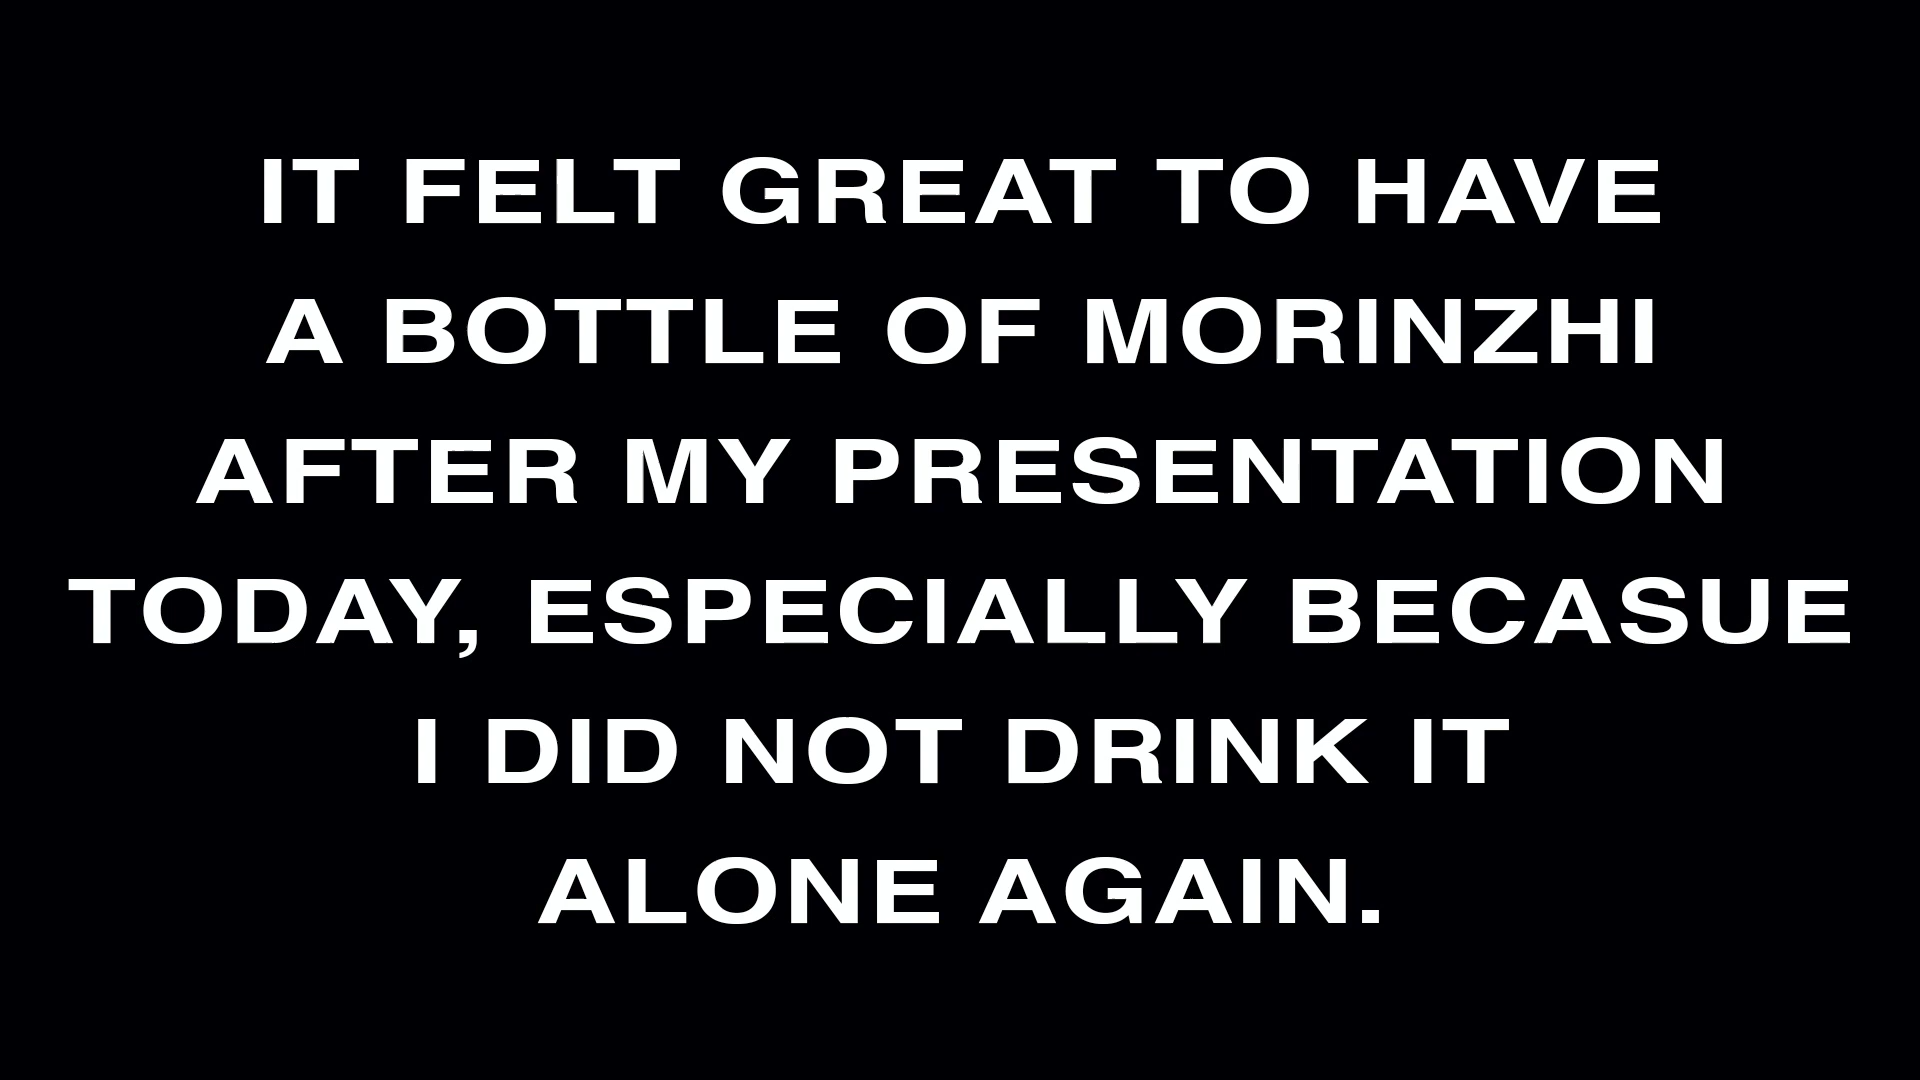 IT FELT GREAT TO HAVE
A BOTTLE OF MORINZHI
AFTER MY PRESENTATION
TODAY, ESPECIALLY BECASUE
I DID NOT DRINK IT
ALONE AGAIN.